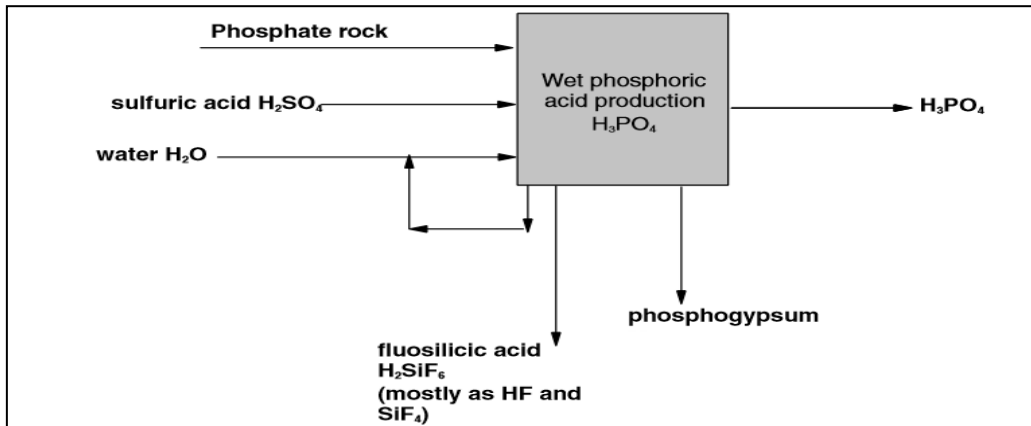 Phosphate rock
Wet phosphoric
acid production
H₃PO₄
sulfuric acid H₂SO₄
H₃PO₄
water H₂O
phosphogypsum
fluosilicic acid
H₂SiF₆
(mostly as HF and
SiF₄)